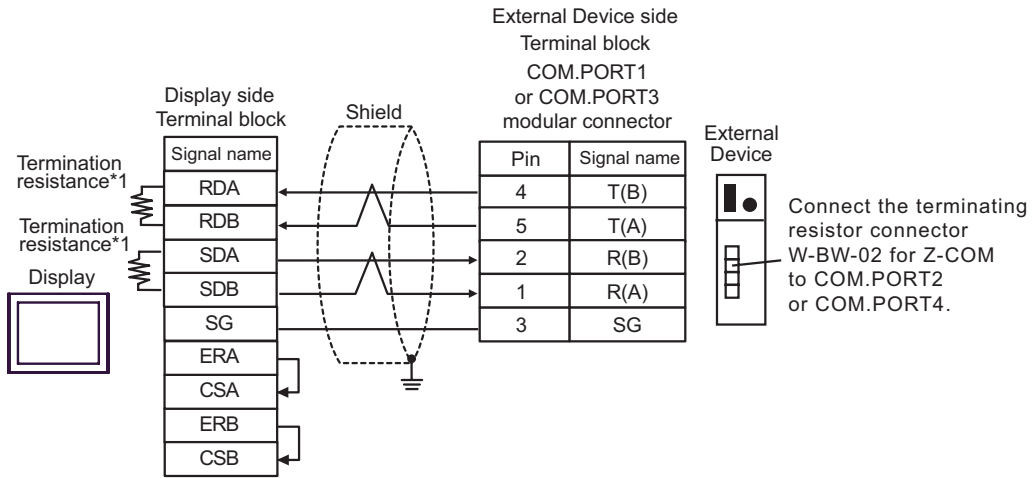 External Device side
Terminal block
COM.PORT1
or COM.PORT3
modular connector
Display side
Terminal block
Shield
External
Device
Termination
resistance*1
Termination
resistance*1
Display
Signal name
RDA
RDB
SDA
SDB
SG
ERA
CSA
ERB
CSB
Pin Signal name
4 T(B)
5 T(A)
2 R(B)
1 R(A)
3 SG
Connect the terminating
resistor connector
W-BW-02 for Z-COM
to COM.PORT2
or COM.PORT4.